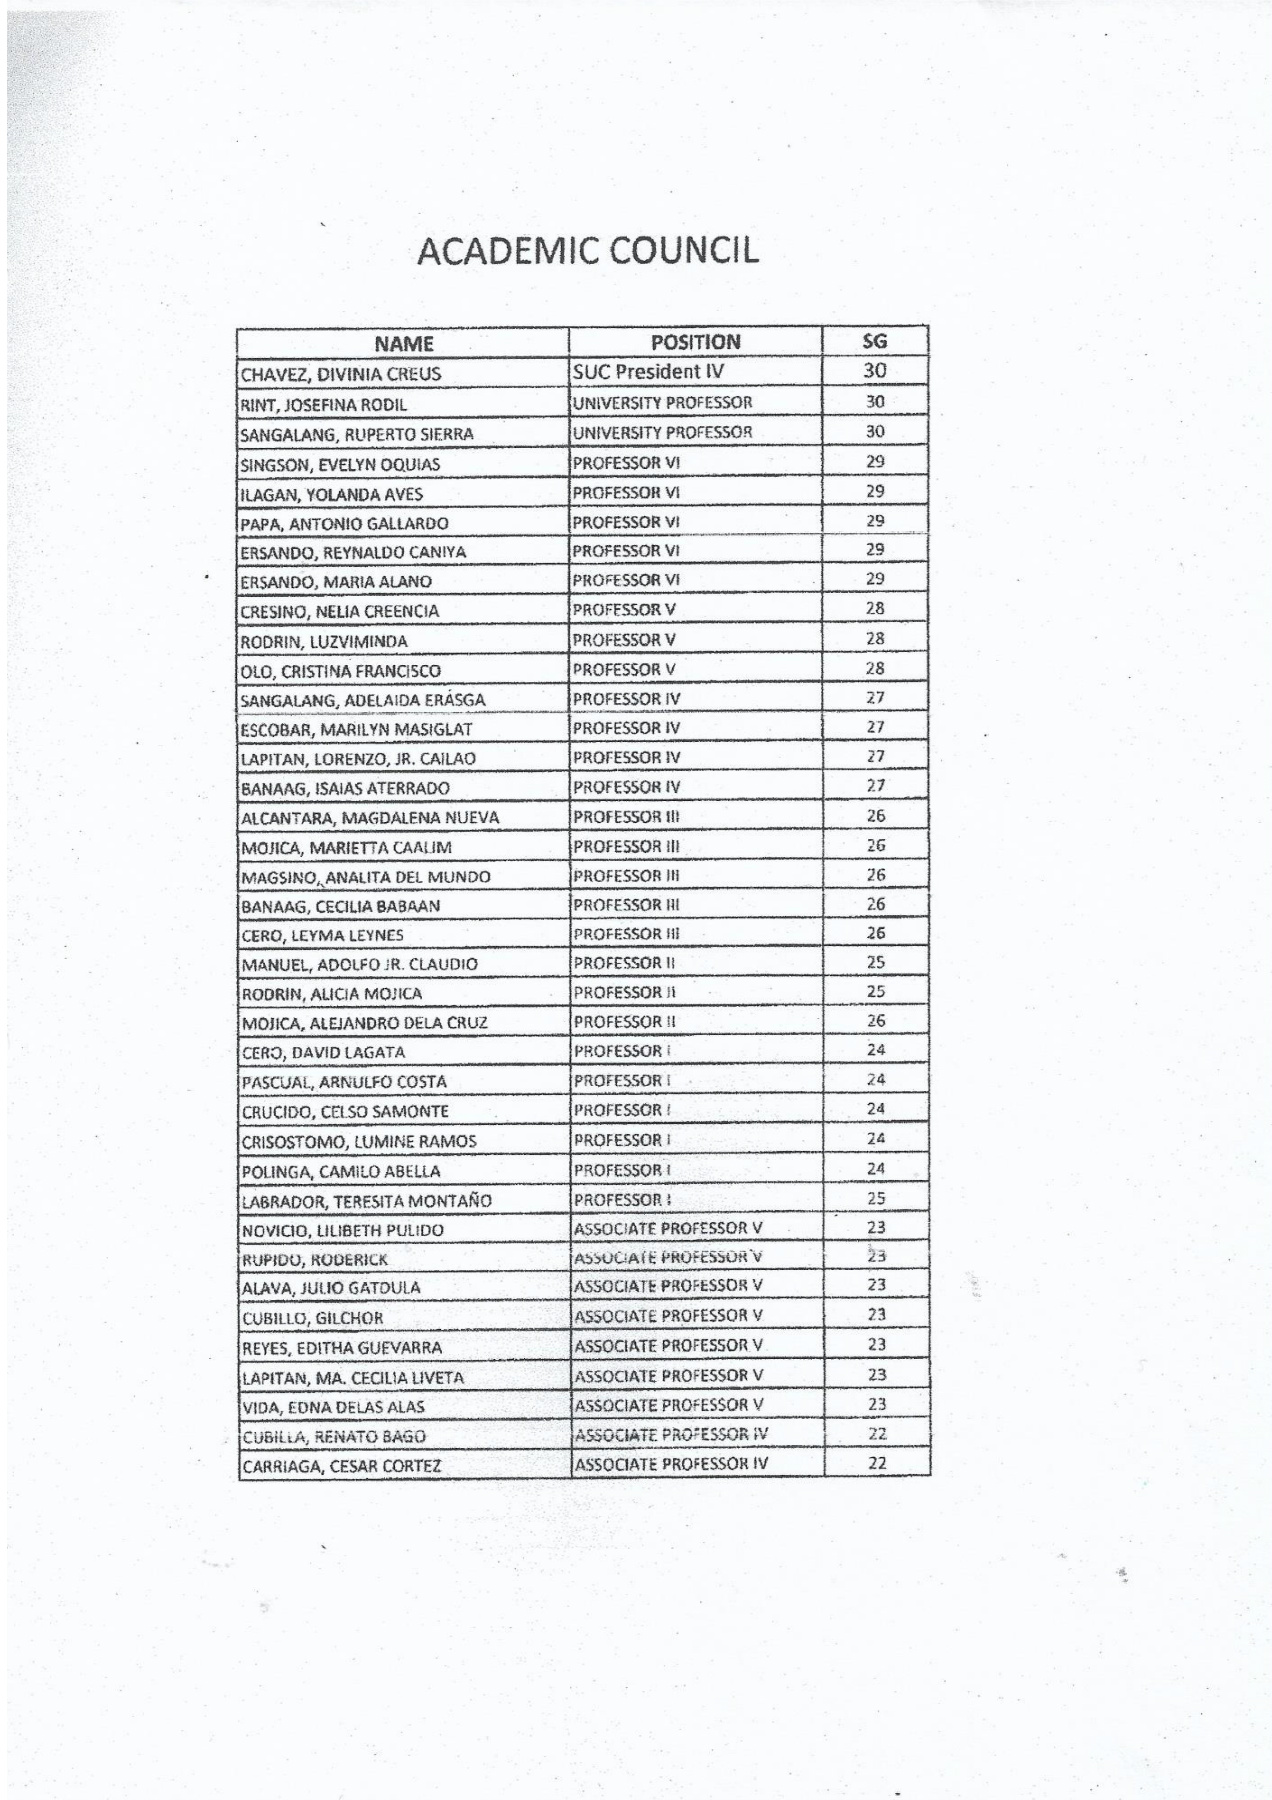 ACADEMIC COUNCIL
NAME POSITION SG
CHAVEZ, DIVINIA CREUS SUC President IV 30
RINT, JOSEFINA RODIL UNIVERSITY PROFESSOR 30
SANGALANG, RUPERTO SIERRA UNIVERSITY PROFESSOR 30
SINGSON, EVELYN OQUIAS PROFESSOR VI 29
ILAGAN, YOLANDA AVES PROFESSOR VI 29
PAPA, ANTONIO GALLARDO PROFESSOR VI 29
ERSANDO, REYNALDO CANIYA PROFESSOR VI 29
ERSANDO, MARIA ALANO PROFESSOR VI 29
CRESINO, NELIA CREENCIA PROFESSOR V 28
RODRIN, LUZVIMINDA PROFESSOR V 28
OLO, CRISTINA FRANCISCO PROFESSOR V 28
SANGALANG, ADELAIDA ERASGA PROFESSOR IV 27
ESCOBAR, MARILYN MASIGLAT PROFESSOR IV 27
LAPITAN, LORENZO, JR. CAILAO PROFESSOR IV 27
BANAAG, ISAIAS ATERRADO PROFESSOR IV 27
ALCANTARA, MAGDALENA NUEVA PROFESSOR III 26
MOJICA, MARIETTA CAALIM PROFESSOR III 26
MAGSINO, ANALITA DEL MUNDO PROFESSOR III 26
BANAAG, CECILIA BABAAN PROFESSOR III 26
CERO, LEYMA LEYNES PROFESSOR III 26
MANUEL, ADOLFO JR. CLAUDIO PROFESSOR II 25
RODRIN, ALICIA MOJICA PROFESSOR II 25
MOJICA, ALEJANDRO DELA CRUZ PROFESSOR II 26
CERO, DAVID LAGATA PROFESSOR I 24
PASCUAL, ARNULFO COSTA PROFESSOR I 24
CRUCIDO, CELSO SAMONTE PROFESSOR I 24
CRISOSTOMO, LUMINE RAMOS PROFESSOR I 24
POLINGA, CAMILO ABELLA PROFESSOR I 24
LABRADOR, TERESITA MONTAÑO PROFESSOR I 25
NOVICIO, LILIBETH PULIDO ASSOCIATE PROFESSOR V 23
RUPIDO, RODERICK ASSOCIATE PROFESSOR V 23
ALAVA, JULIO GATDULA ASSOCIATE PROFESSOR V 23
CUBILLO, GILCHOR ASSOCIATE PROFESSOR V 23
REYES, EDITHA GUEVARRA ASSOCIATE PROFESSOR V 23
LAPITAN, MA. CECILIA LIVETA ASSOCIATE PROFESSOR V 23
VIDA, EDNA DELAS ALAS ASSOCIATE PROFESSOR V 23
CUBILLA, RENATO BAGO ASSOCIATE PROFESSOR IV 22
CARRIAGA, CESAR CORTEZ ASSOCIATE PROFESSOR IV 22